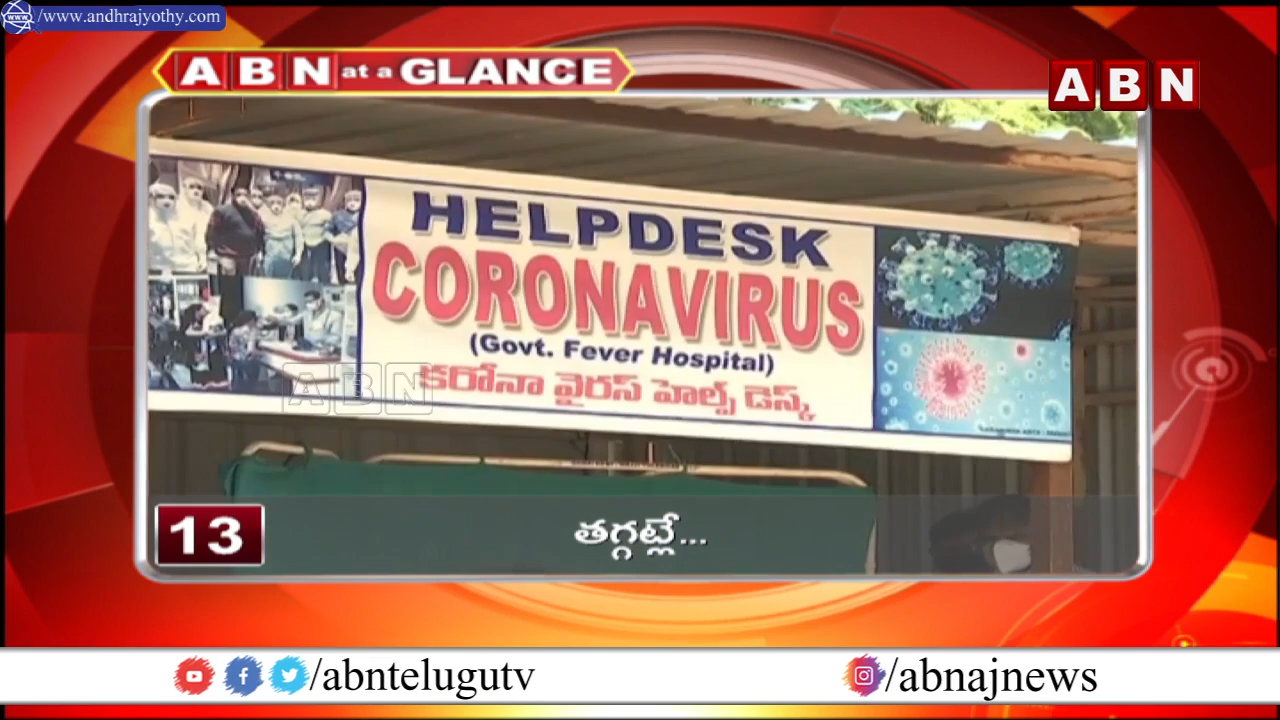 /www.andhrajyothy.com
ABN at a GLANCE
ABN
HELPDESK
CORONAVIRUS
(Govt. Fever Hospital)
కరోనా వైరస్ హెల్ప్ డెస్క్
ABN
13
తగ్గట్లే...
/abntelugutv
/abnajnews